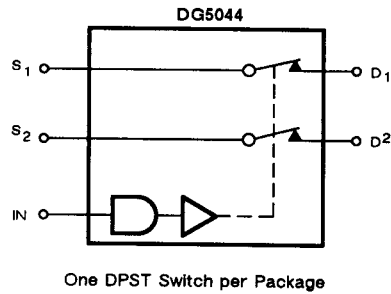 DG5044
S1 D1
S2 D2
IN
One DPST Switch per Package